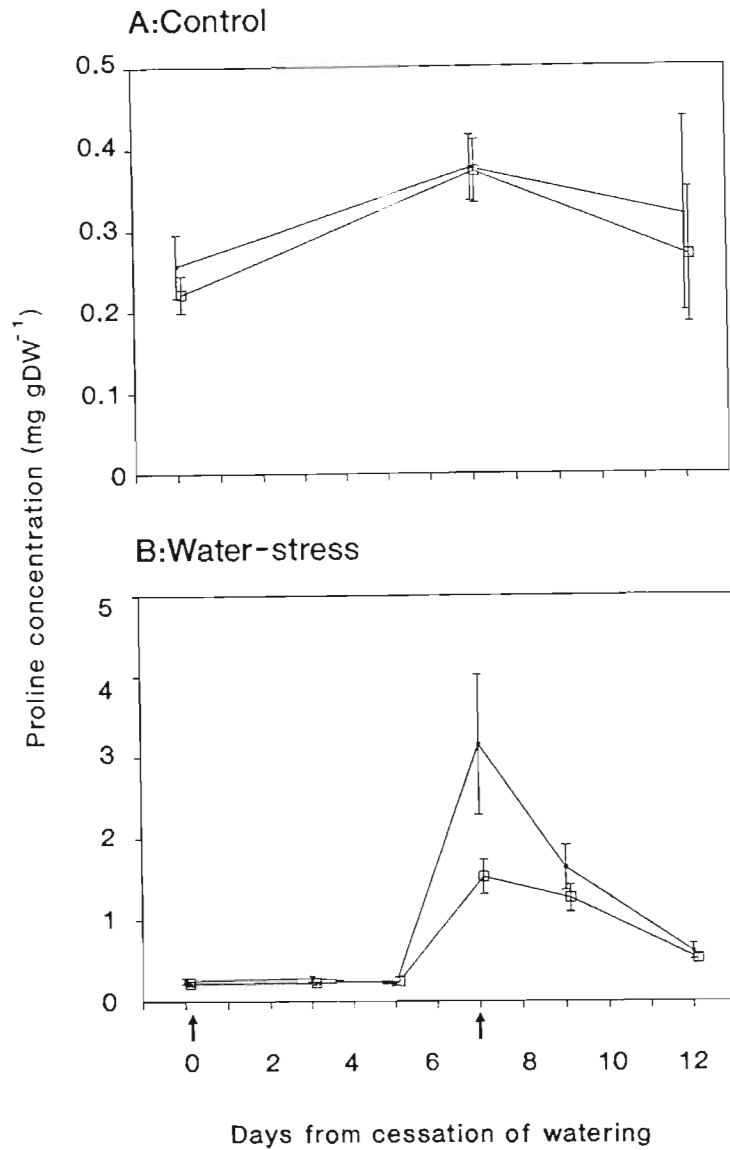 A:Control
0.5
0.4
0.3
0.2
0.1
0
Proline concentration (mg gDW⁻¹)
B:Water-stress
5
4
3
2
1
0
0 2 4 6 8 10 12
Days from cessation of watering